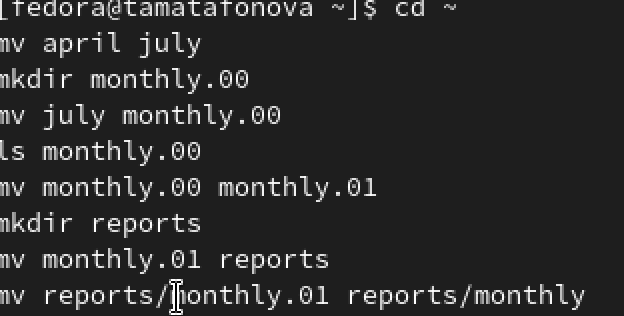 [fedora@tamatafonova ~]$ cd ~
mv april july
mkdir monthly.00
mv july monthly.00
ls monthly.00
mv monthly.00 monthly.01
mkdir reports
mv monthly.01 reports
mv reports/monthly.01 reports/monthly